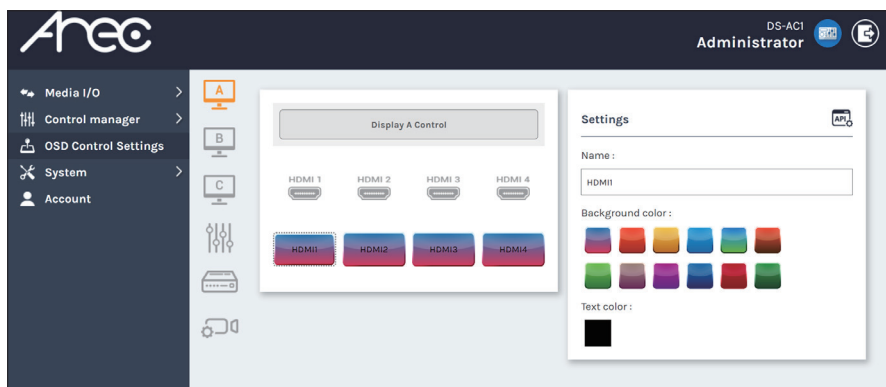 Arec
DS-AC1
Administrator
Media I/O
Control manager
OSD Control Settings
System
Account
A
B
C
Display A Control
HDMI 1 HDMI 2 HDMI 3 HDMI 4
HDMI1 HDMI2 HDMI3 HDMI4
Settings
API
Name :
HDMI1
Background color :
Text color :